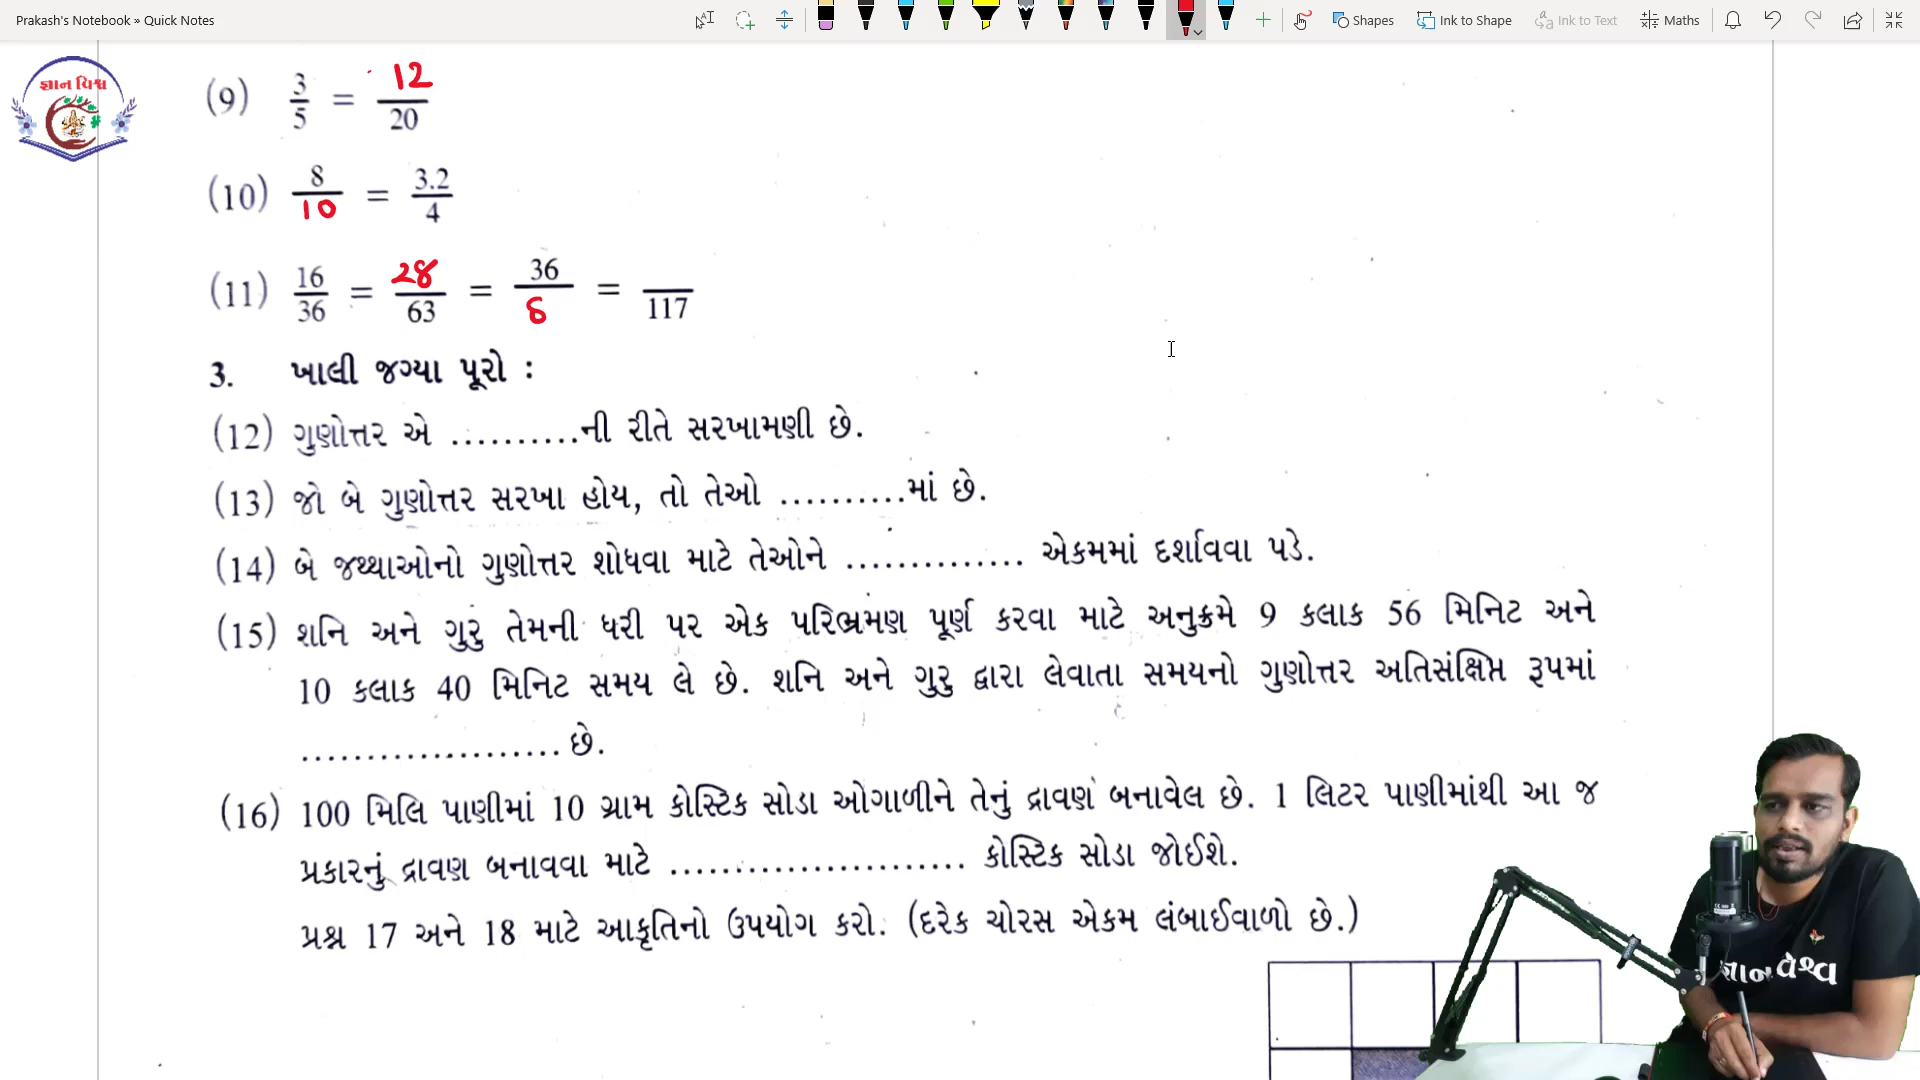 Prakash's Notebook » Quick Notes
Shapes
Ink to Shape
Ink to Text
Maths
જ્ઞાન વિશ્વ
(9) 3/5 = 12/20
(10) 8/10 = 3.2/4
(11) 16/36 = 28/63 = 36/8 = /117
3. ખાલી જગ્યા પૂરો :
(12) ગુણોત્તર એ ..........ની રીતે સરખામણી છે.
(13) જો બે ગુણોત્તર સરખા હોય, તો તેઓ ..........માં છે.
(14) બે જથ્થાઓનો ગુણોત્તર શોધવા માટે તેઓને .............. એકમમાં દર્શાવવા પડે.
(15) શનિ અને ગુરુ તેમની ધરી પર એક પરિભ્રમણ પૂર્ણ કરવા માટે અનુક્રમે 9 કલાક 56 મિનિટ અને
10 કલાક 40 મિનિટ સમય લે છે. શનિ અને ગુરુ દ્વારા લેવાતા સમયનો ગુણોત્તર અતિસંક્ષિપ્ત રૂપમાં
.................... છે.
(16) 100 મિલિ પાણીમાં 10 ગ્રામ કોસ્ટિક સોડા ઓગાળીને તેનું દ્રાવણ બનાવેલ છે. 1 લિટર પાણીમાંથી આ જ
પ્રકારનું દ્રાવણ બનાવવા માટે ....................... કોસ્ટિક સોડા જોઈશે.
પ્રશ્ન 17 અને 18 માટે આકૃતિનો ઉપયોગ કરો. (દરેક ચોરસ એકમ લંબાઈવાળો છે.)
જ્ઞાન વિશ્વ